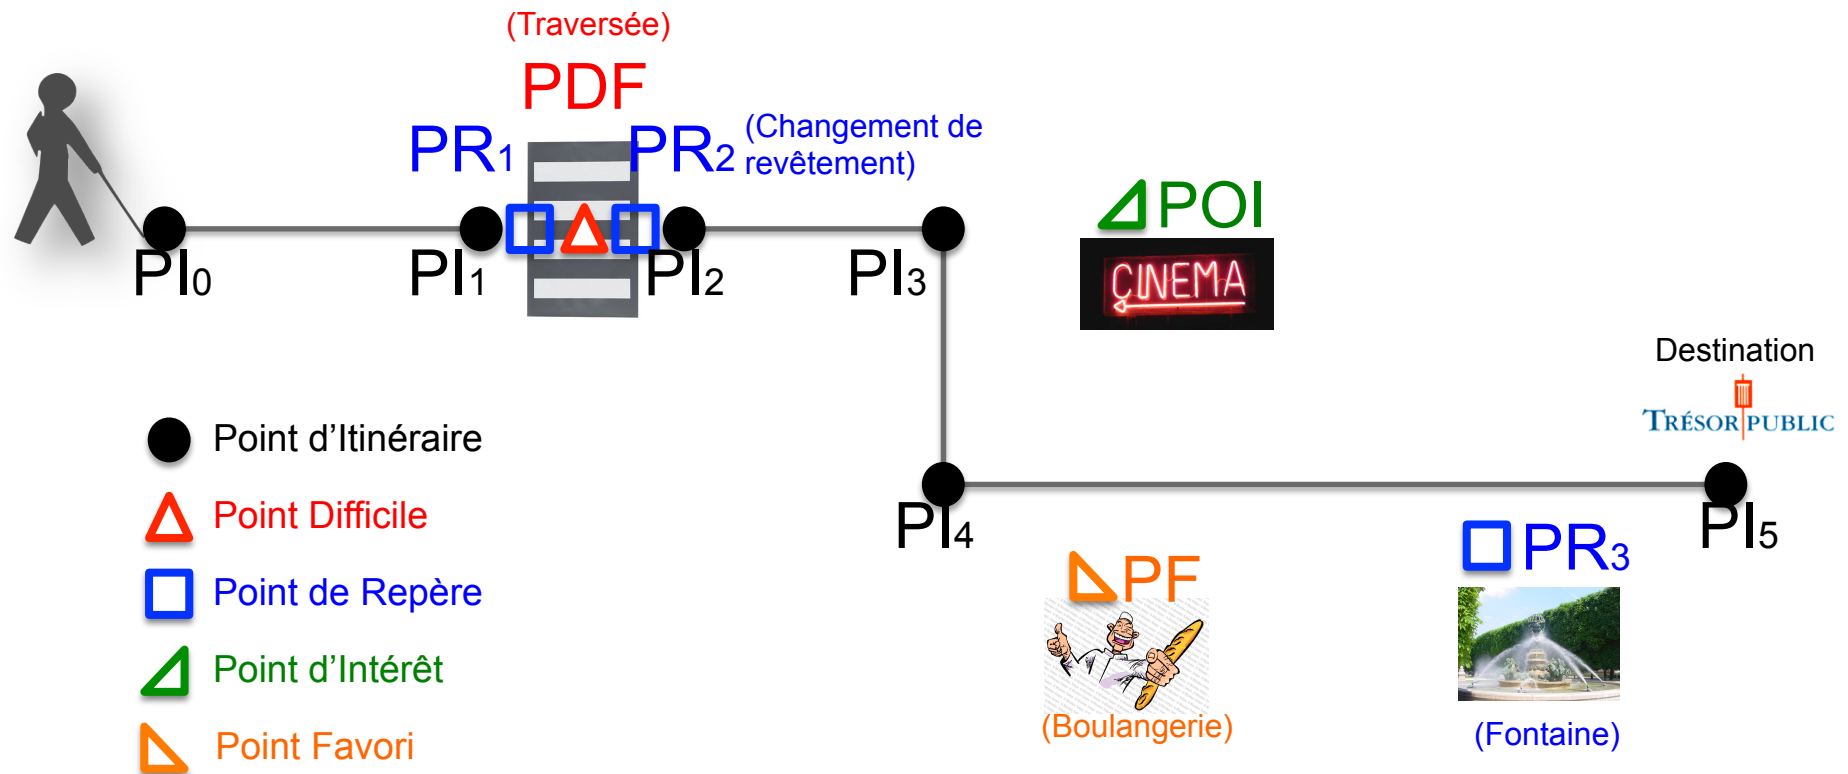 (Traversée)
PDF
PR1
PR2
(Changement de
revêtement)
PI0
PI1
PI2
PI3
POI
CINEMA
Destination
TRÉSOR PUBLIC
Point d'Itinéraire
Point Difficile
Point de Repère
Point d'Intérêt
Point Favori
PI4
PI5
PF
(Boulangerie)
PR3
(Fontaine)